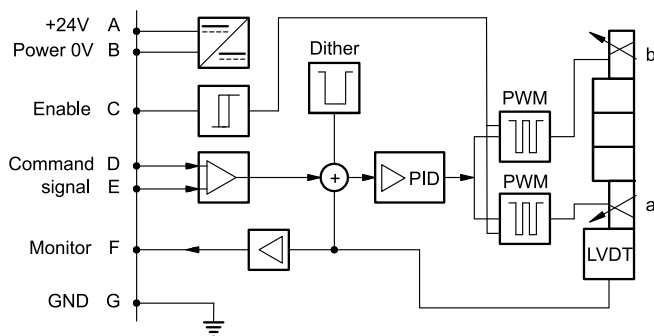 +24V A
Power 0V B
Dither
b
Enable C
PWM
Command D
signal E
+
PID
PWM
a
Monitor F
LVDT
GND G